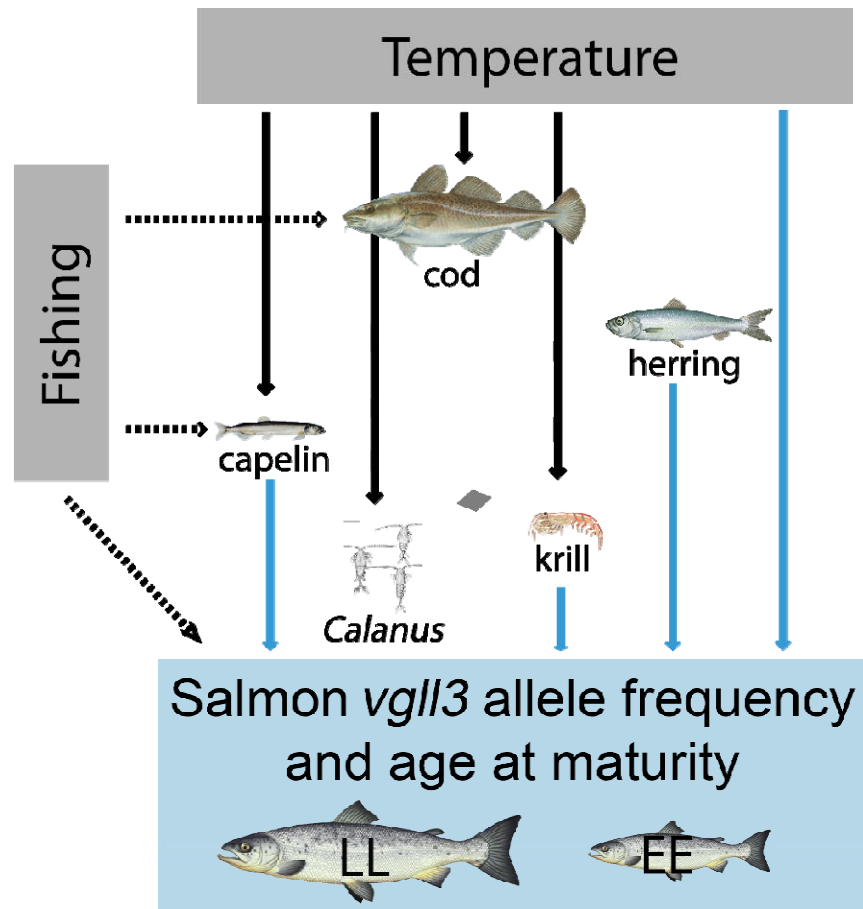 Temperature
Fishing
cod
herring
capelin
krill
Calanus
Salmon vgll3 allele frequency
and age at maturity
LL
EE